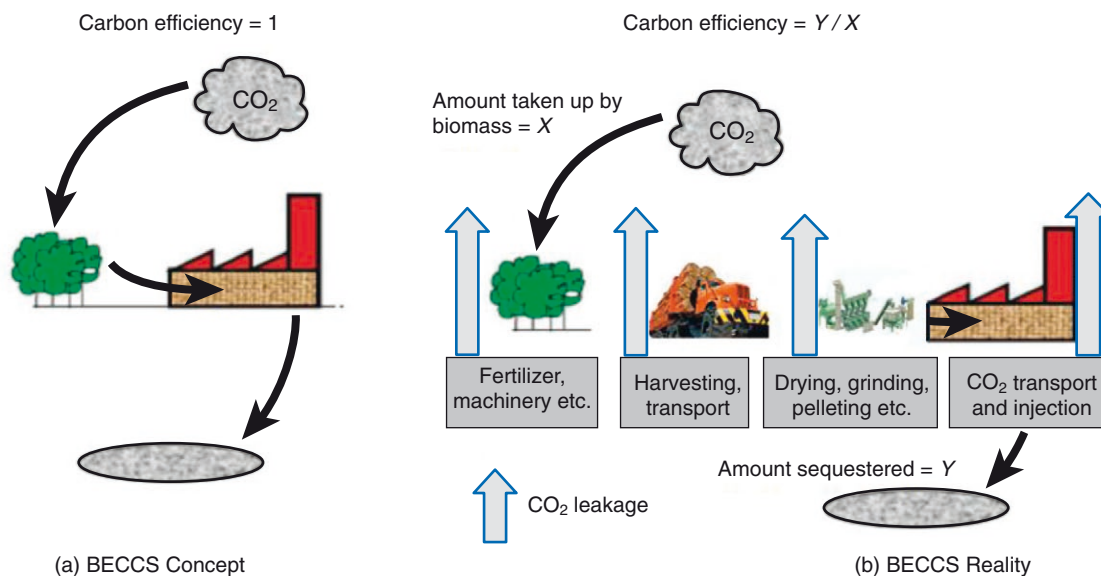 Carbon efficiency = 1
CO₂
(a) BECCS Concept
Carbon efficiency = Y / X
Amount taken up by
biomass = X
CO₂
Fertilizer,
machinery etc.
Harvesting,
transport
Drying, grinding,
pelleting etc.
CO₂ transport
and injection
Amount sequestered = Y
CO₂ leakage
(b) BECCS Reality